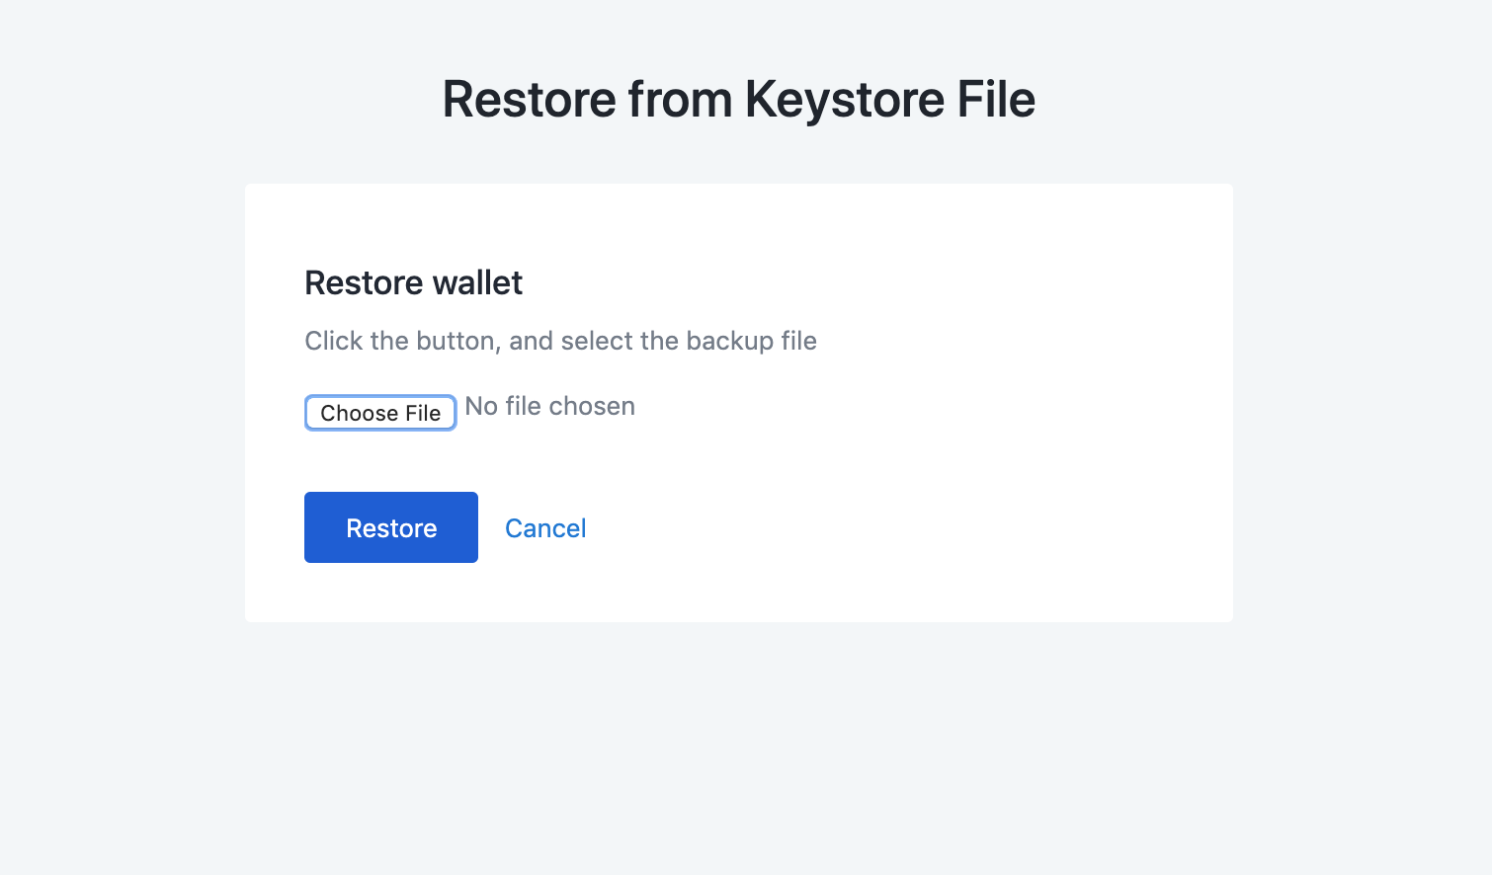 Restore from Keystore File
Restore wallet
Click the button, and select the backup file
Choose File No file chosen
Restore Cancel